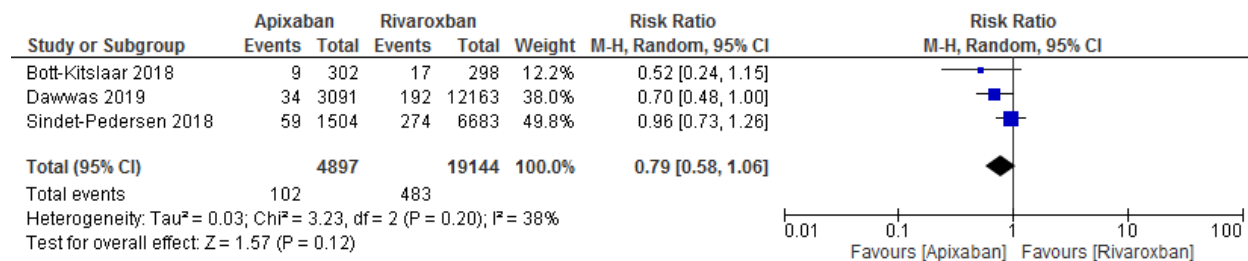 Apixaban Rivaroxban Risk Ratio Risk Ratio
Study or Subgroup Events Total Events Total Weight M-H, Random, 95% CI M-H, Random, 95% CI
Bott-Kitslaar 2018 9 302 17 298 12.2% 0.52 [0.24, 1.15]
Dawwas 2019 34 3091 192 12163 38.0% 0.70 [0.48, 1.00]
Sindet-Pedersen 2018 59 1504 274 6683 49.8% 0.96 [0.73, 1.26]
Total (95% CI) 4897 19144 100.0% 0.79 [0.58, 1.06]
Total events 102 483
Heterogeneity: Tau² = 0.03; Chi² = 3.23, df = 2 (P = 0.20); I² = 38%
Test for overall effect: Z = 1.57 (P = 0.12)
0.01 0.1 1 10 100
Favours [Apixaban] Favours [Rivaroxban]